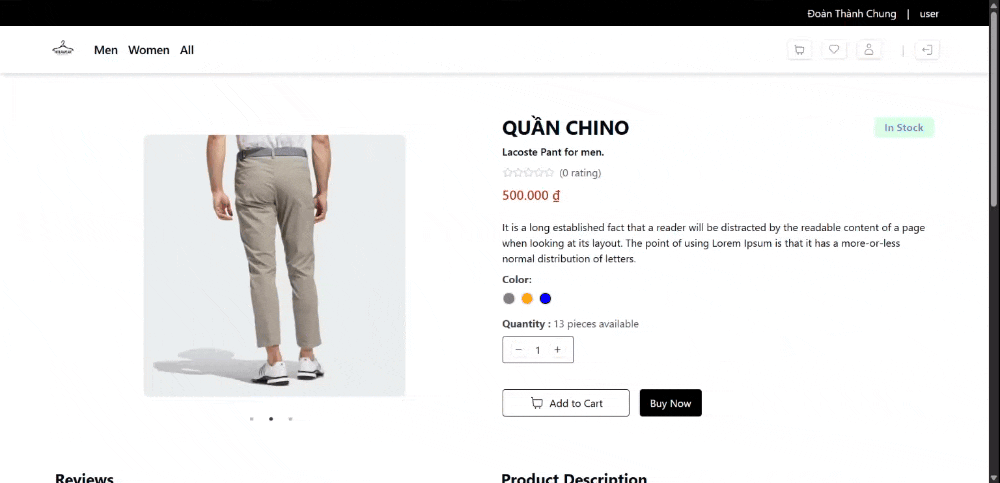 Đoàn Thành Chung | user
Men Women All |
QUẦN CHINO
In Stock
Lacoste Pant for men.
(0 rating)
500.000 ₫
It is a long established fact that a reader will be distracted by the readable content of a page
when looking at its layout. The point of using Lorem Ipsum is that it has a more-or-less
normal distribution of letters.
Color:
Quantity : 13 pieces available
− 1 +
Add to Cart Buy Now
Reviews
Product Description